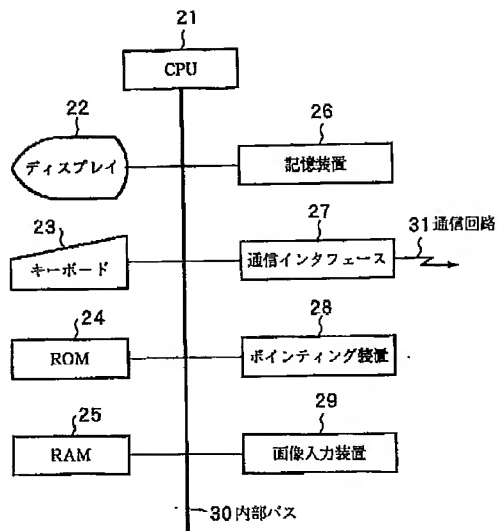 21
CPU
22
ディスプレイ
26
記憶装置
23
キーボード
27
通信インタフェース
31 通信回路
24
ROM
28
ポインティング装置
25
RAM
29
画像入力装置
30 内部バス